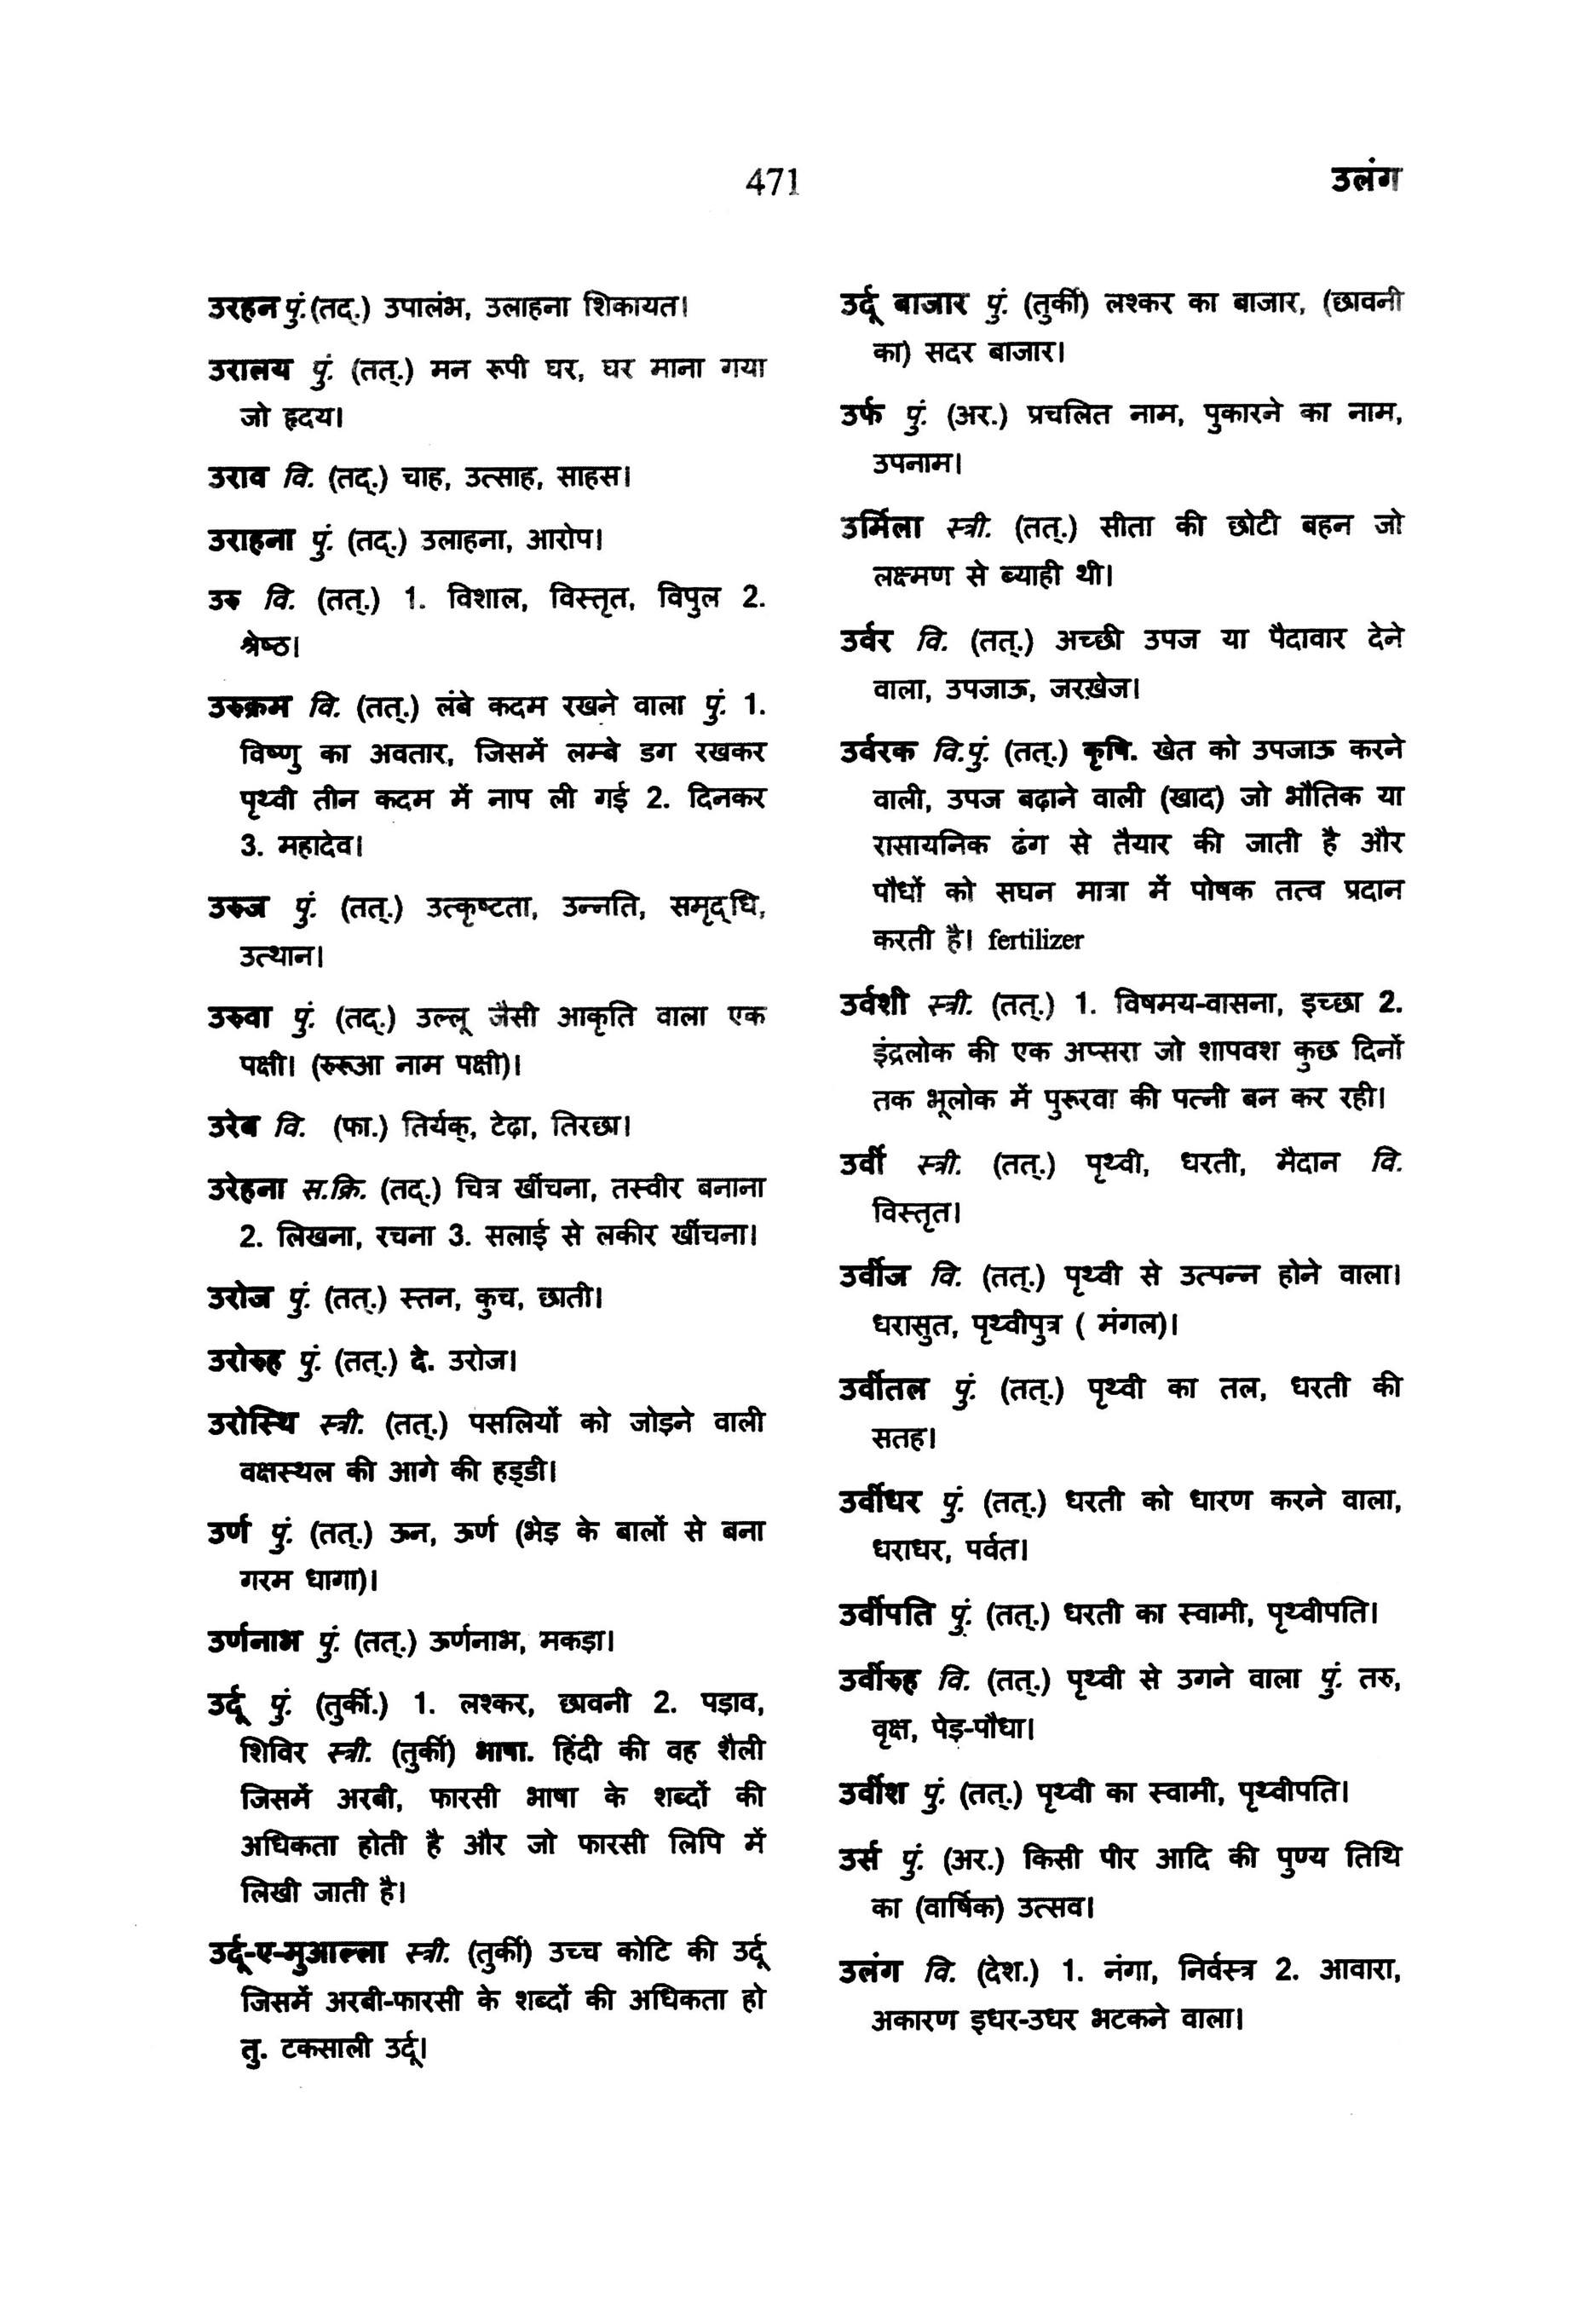 471
उलंग
उरहन पुं. (तद्.) उपालंभ, उलाहना शिकायत।
उरालय पुं. (तत्.) मन रूपी घर, घर माना गया
जो हृदय।
उराव वि. (तद्.) चाह, उत्साह, साहस।
उराहना पुं. (तद्.) उलाहना, आरोप।
उरु वि. (तत्.) 1. विशाल, विस्तृत, विपुल 2.
श्रेष्ठ।
उरुक्रम वि. (तत्.) लंबे कदम रखने वाला पुं. 1.
विष्णु का अवतार, जिसमें लम्बे डग रखकर
पृथ्वी तीन कदम में नाप ली गई 2. दिनकर
3. महादेव।
उरुज पुं. (तत्.) उत्कृष्टता, उन्नति, समृद्धि,
उत्थान।
उरुवा पुं. (तद्.) उल्लू जैसी आकृति वाला एक
पक्षी। (रुरूआ नाम पक्षी)।
उरेब वि. (फा.) तिर्यक्, टेढ़ा, तिरछा।
उरेहना स.क्रि. (तद्.) चित्र खींचना, तस्वीर बनाना
2. लिखना, रचना 3. सलाई से लकीर खींचना।
उरोज पुं. (तत्.) स्तन, कुच, छाती।
उरोरुह पुं. (तत्.) दे. उरोज।
उरोस्थि स्त्री. (तत्.) पसलियों को जोड़ने वाली
वक्षस्थल की आगे की हड्डी।
उर्ण पुं. (तत्.) ऊन, ऊर्ण (भेड़ के बालों से बना
गरम धागा)।
उर्णनाभ पुं. (तत्.) ऊर्णनाभ, मकड़ा।
उर्दू पुं. (तुर्की.) 1. लश्कर, छावनी 2. पड़ाव,
शिविर स्त्री. (तुर्की) भाषा. हिंदी की वह शैली
जिसमें अरबी, फारसी भाषा के शब्दों की
अधिकता होती है और जो फारसी लिपि में
लिखी जाती है।
उर्दू-ए-मुआल्ला स्त्री. (तुर्की) उच्च कोटि की उर्दू
जिसमें अरबी-फारसी के शब्दों की अधिकता हो
तु. टकसाली उर्दू।
उर्दू बाजार पुं. (तुर्की) लश्कर का बाजार, (छावनी
का) सदर बाजार।
उर्फ पुं. (अर.) प्रचलित नाम, पुकारने का नाम,
उपनाम।
उर्मिला स्त्री. (तत्.) सीता की छोटी बहन जो
लक्ष्मण से ब्याही थी।
उर्वर वि. (तत्.) अच्छी उपज या पैदावार देने
वाला, उपजाऊ, जरख़ेज।
उर्वरक वि.पुं. (तत्.) कृषि. खेत को उपजाऊ करने
वाली, उपज बढ़ाने वाली (खाद) जो भौतिक या
रासायनिक ढंग से तैयार की जाती है और
पौधों को सघन मात्रा में पोषक तत्व प्रदान
करती है। fertilizer
उर्वशी स्त्री. (तत्.) 1. विषमय-वासना, इच्छा 2.
इंद्रलोक की एक अप्सरा जो शापवश कुछ दिनों
तक भूलोक में पुरूरवा की पत्नी बन कर रही।
उर्वी स्त्री. (तत्.) पृथ्वी, धरती, मैदान वि.
विस्तृत।
उर्वीज वि. (तत्.) पृथ्वी से उत्पन्न होने वाला।
धरासुत, पृथ्वीपुत्र ( मंगल)।
उर्वीतल पुं. (तत्.) पृथ्वी का तल, धरती की
सतह।
उर्वीधर पुं. (तत्.) धरती को धारण करने वाला,
धराधर, पर्वत।
उर्वीपति पुं. (तत्.) धरती का स्वामी, पृथ्वीपति।
उर्वीरुह वि. (तत्.) पृथ्वी से उगने वाला पुं. तरु,
वृक्ष, पेड़-पौधा।
उर्वीश पुं. (तत्.) पृथ्वी का स्वामी, पृथ्वीपति।
उर्स पुं. (अर.) किसी पीर आदि की पुण्य तिथि
का (वार्षिक) उत्सव।
उलंग वि. (देश.) 1. नंगा, निर्वस्त्र 2. आवारा,
अकारण इधर-उधर भटकने वाला।